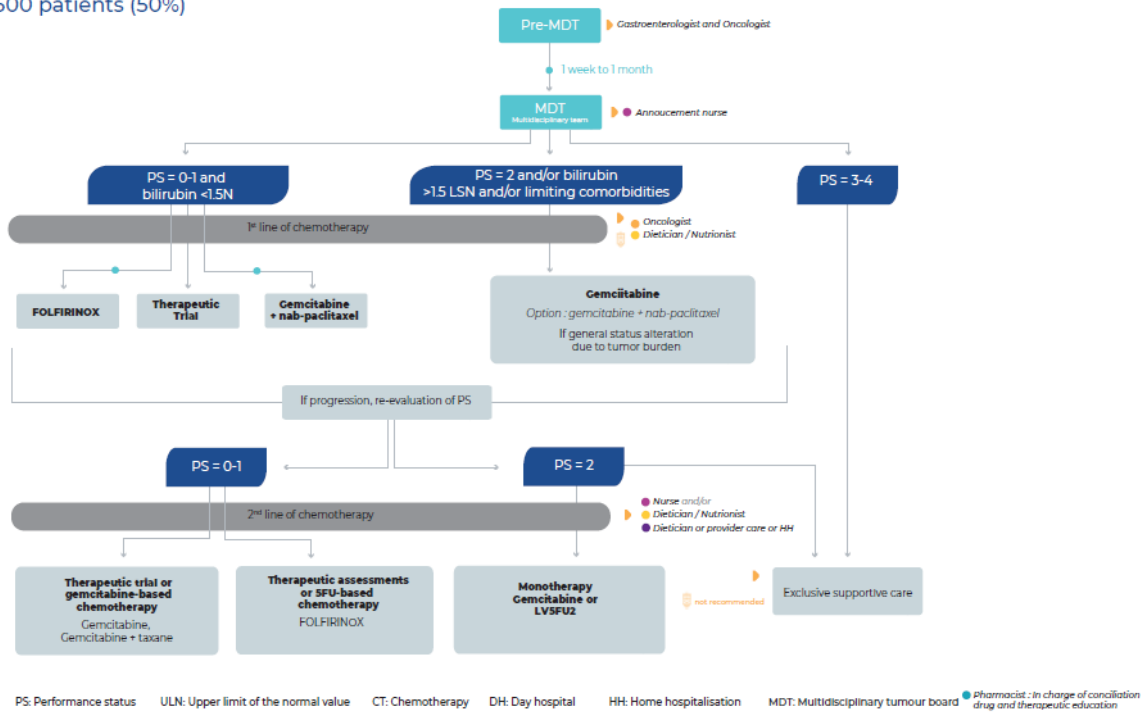 500 patients (50%)
Pre-MDT
Gastroenterologist and Oncologist
1 week to 1 month
MDT
Multidisciplinary team
Annoucement nurse
PS = 0-1 and
bilirubin <1.5N
PS = 2 and/or bilirubin
>1.5 LSN and/or limiting comorbidities
PS = 3-4
1st line of chemotherapy
Oncologist
Dietician / Nutrionist
FOLFIRINOX
Therapeutic
Trial
Gemcitabine
+ nab-paclitaxel
Gemciitabine
Option : gemcitabine + nab-paclitaxel
If general status alteration
due to tumor burden
If progression, re-evaluation of PS
PS = 0-1
PS = 2
2nd line of chemotherapy
Nurse and/or
Dietician / Nutrionist
Dietician or provider care or HH
Therapeutic trial or
gemcitabine-based
chemotherapy
Gemcitabine,
Gemcitabine + taxane
Therapeutic assessments
or 5FU-based
chemotherapy
FOLFIRINOX
Monotherapy
Gemcitabine or
LV5FU2
not recommended
Exclusive supportive care
PS: Performance status
ULN: Upper limit of the normal value
CT: Chemotherapy
DH: Day hospital
HH: Home hospitalisation
MDT: Multidisciplinary tumour board
Pharmacist : In charge of conciliation
drug and therapeutic education